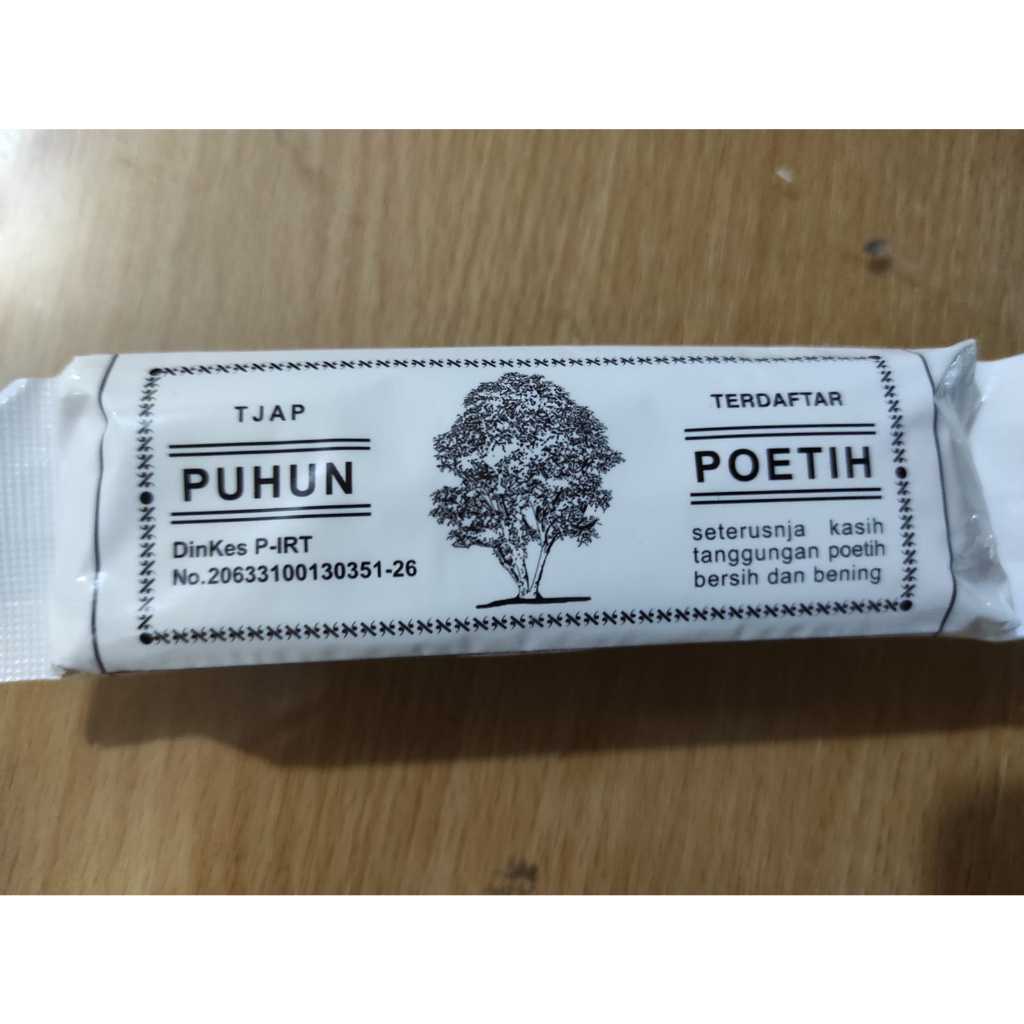 TJAP
PUHUN
DinKes P-IRT
No.20633100130351-26
TERDAFTAR
POETIH
seterusnja kasih
tanggungan poetih
bersih dan bening